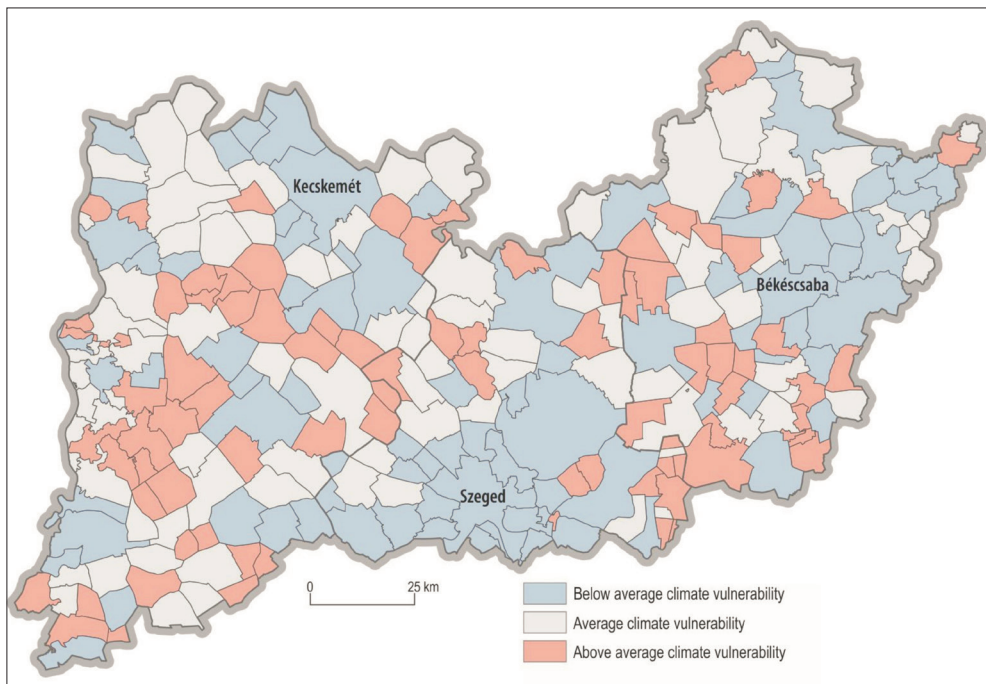 Kecskemét
Békéscsaba
Szeged
0 25 km
Below average climate vulnerability
Average climate vulnerability
Above average climate vulnerability